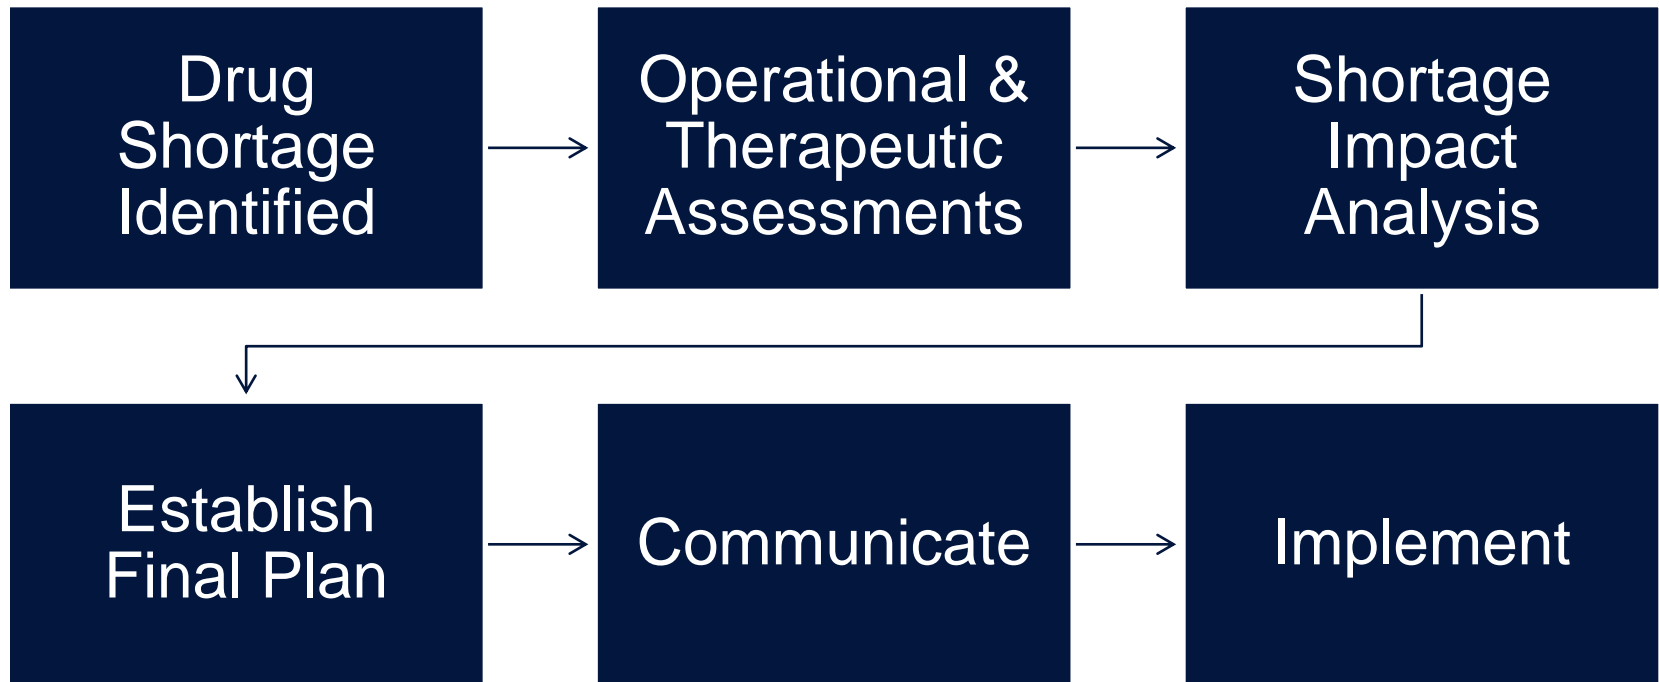 Drug
Shortage
Identified
Operational &
Therapeutic
Assessments
Shortage
Impact
Analysis
Establish
Final Plan
Communicate
Implement